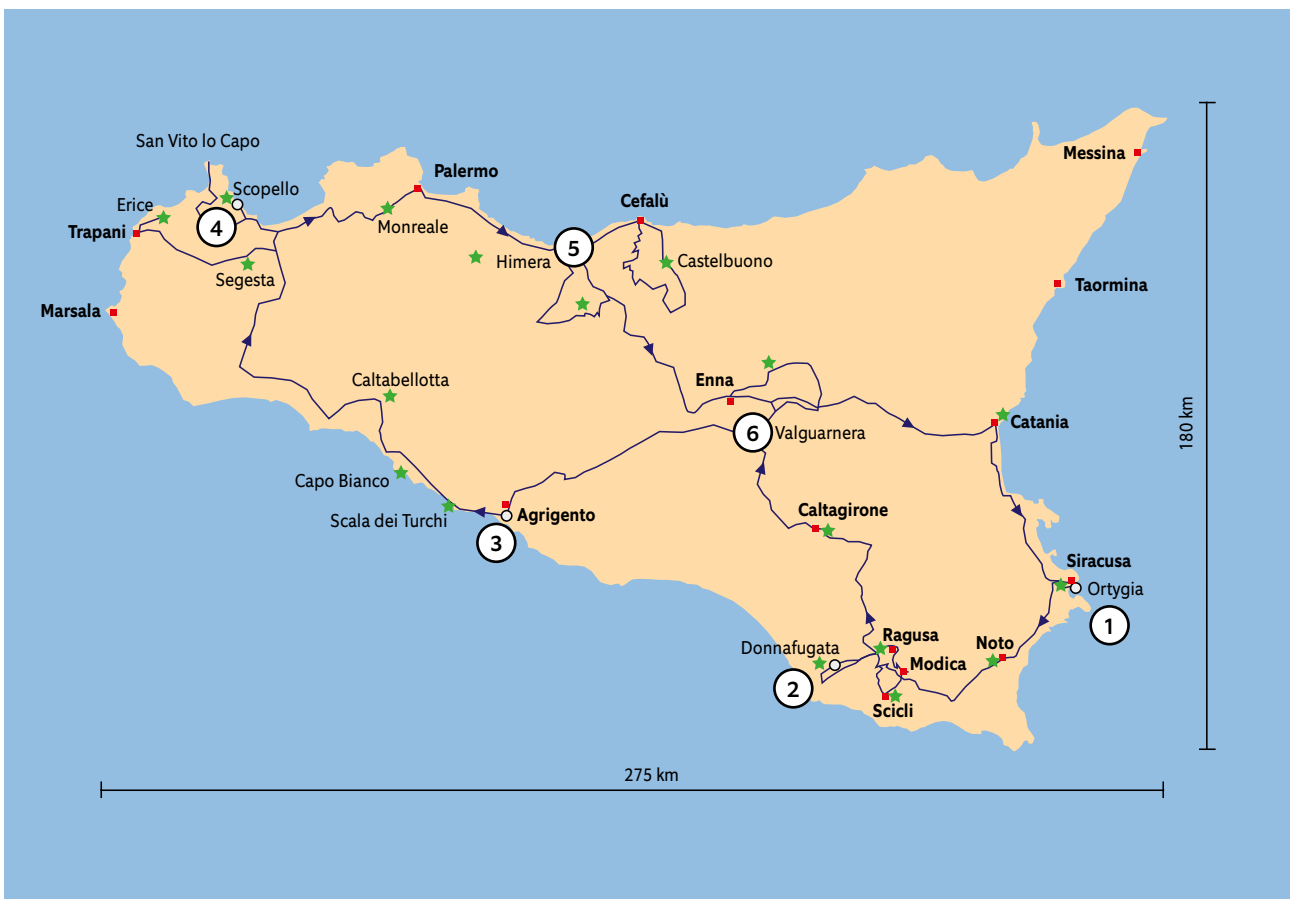 San Vito lo Capo
Messina
Palermo
Scopello
Erice
Cefalù
Trapani
4
Monreale
5
Himera
Castelbuono
Segesta
Taormina
Marsala
Caltabellotta
Enna
180 km
6
Valguarnera
Catania
Capo Bianco
Scala dei Turchi
Agrigento
Caltagirone
3
Siracusa
Ortygia
1
Ragusa
Donnafugata
Noto
Modica
2
Scicli
275 km